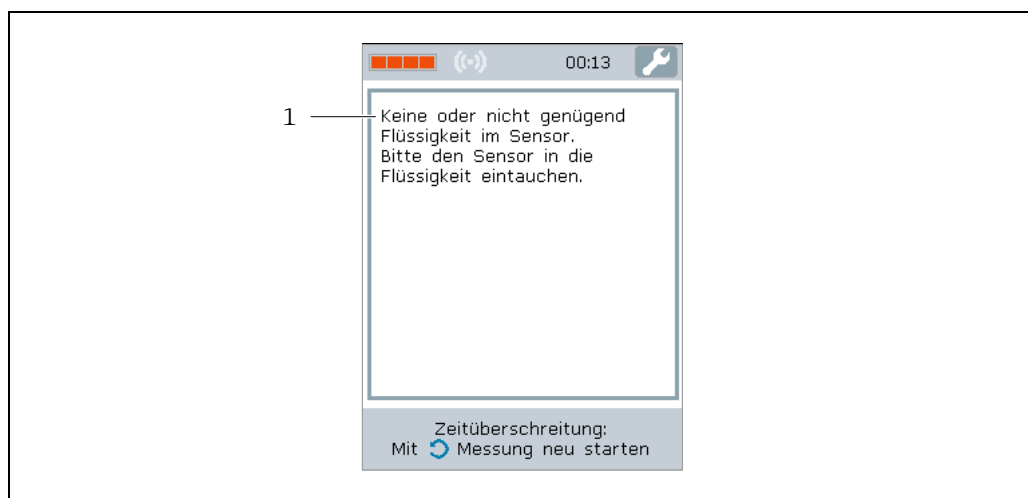 00:13
1
Keine oder nicht genügend
Flüssigkeit im Sensor.
Bitte den Sensor in die
Flüssigkeit eintauchen.
Zeitüberschreitung:
Mit Messung neu starten